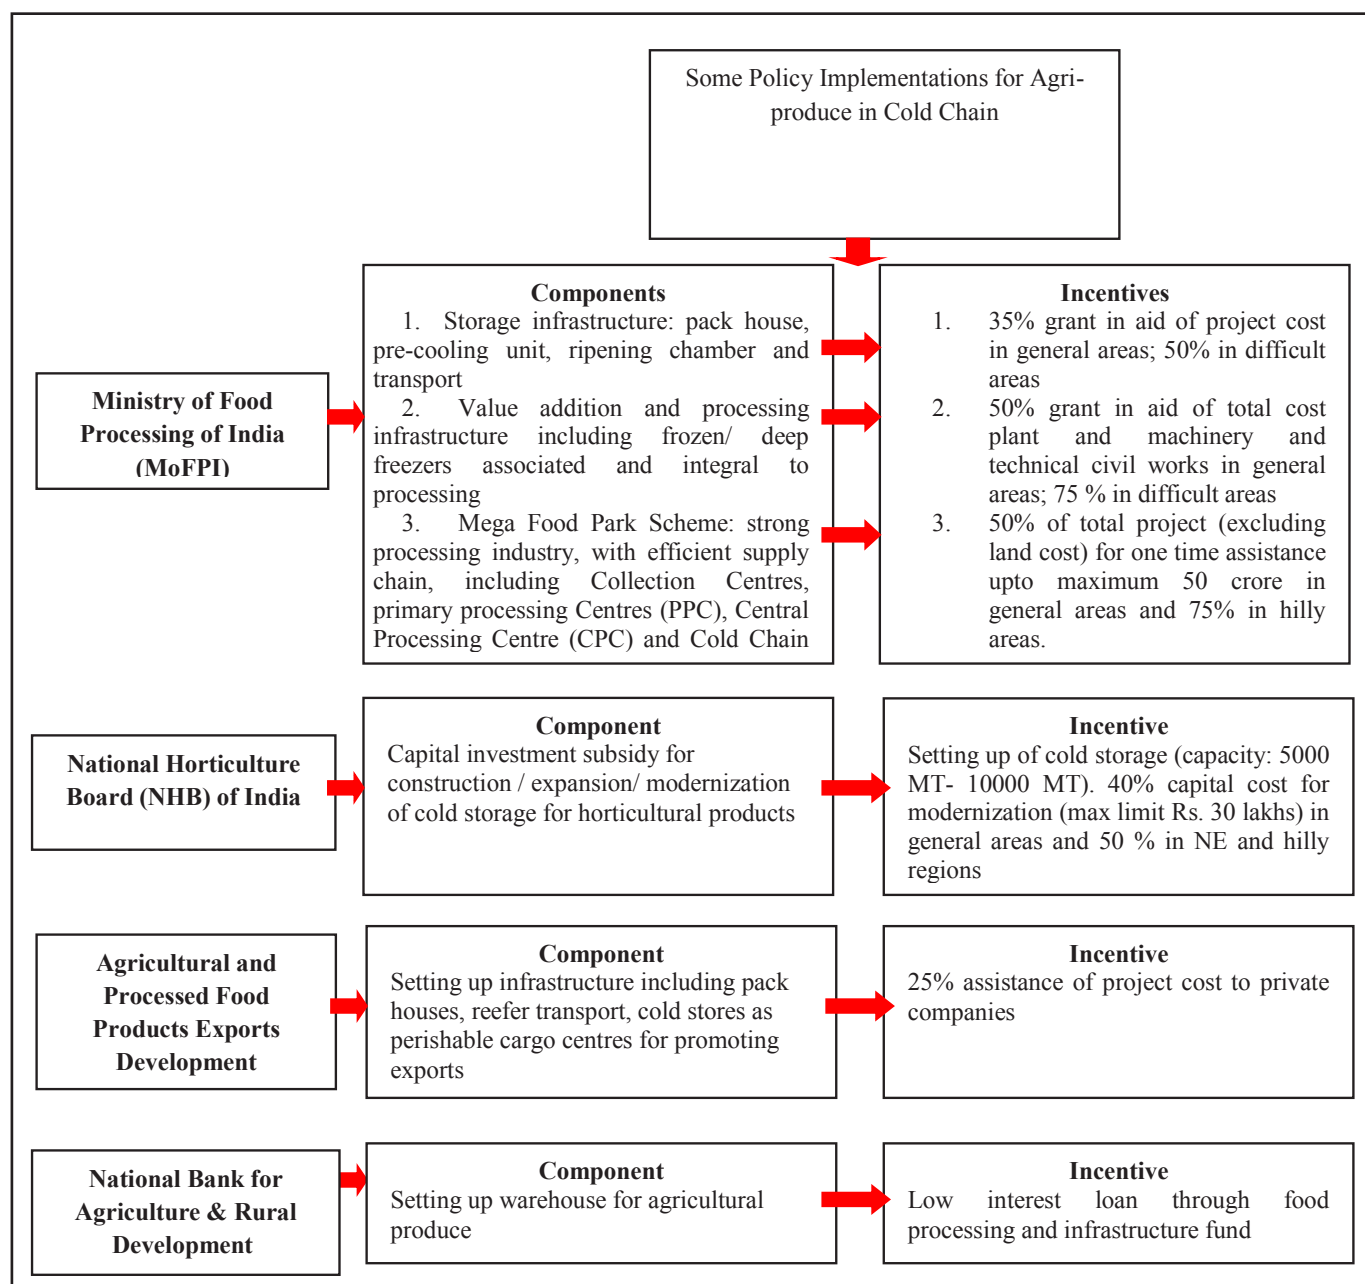 Some Policy Implementations for Agri-
produce in Cold Chain
Ministry of Food
Processing of India
(MoFPI)
Components
1. Storage infrastructure: pack house,
pre-cooling unit, ripening chamber and
transport
2. Value addition and processing
infrastructure including frozen/ deep
freezers associated and integral to
processing
3. Mega Food Park Scheme: strong
processing industry, with efficient supply
chain, including Collection Centres,
primary processing Centres (PPC), Central
Processing Centre (CPC) and Cold Chain
Incentives
1. 35% grant in aid of project cost
in general areas; 50% in difficult
areas
2. 50% grant in aid of total cost
plant and machinery and
technical civil works in general
areas; 75 % in difficult areas
3. 50% of total project (excluding
land cost) for one time assistance
upto maximum 50 crore in
general areas and 75% in hilly
areas.
National Horticulture
Board (NHB) of India
Component
Capital investment subsidy for
construction / expansion/ modernization
of cold storage for horticultural products
Incentive
Setting up of cold storage (capacity: 5000
MT- 10000 MT). 40% capital cost for
modernization (max limit Rs. 30 lakhs) in
general areas and 50 % in NE and hilly
regions
Agricultural and
Processed Food
Products Exports
Development
Component
Setting up infrastructure including pack
houses, reefer transport, cold stores as
perishable cargo centres for promoting
exports
Incentive
25% assistance of project cost to private
companies
National Bank for
Agriculture & Rural
Development
Component
Setting up warehouse for agricultural
produce
Incentive
Low interest loan through food
processing and infrastructure fund